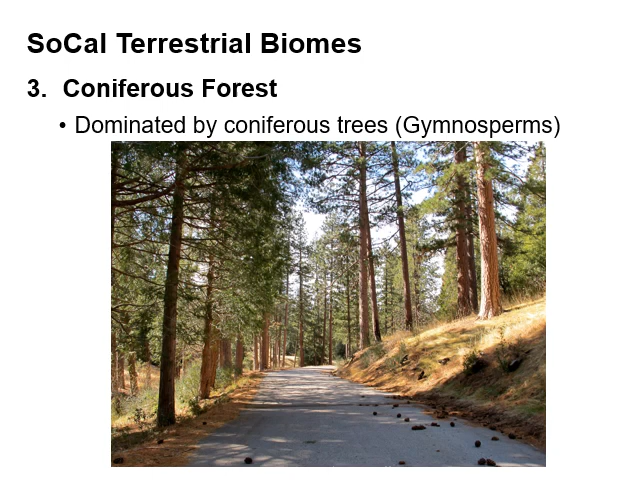 SoCal Terrestrial Biomes
3. Coniferous Forest
• Dominated by coniferous trees (Gymnosperms)